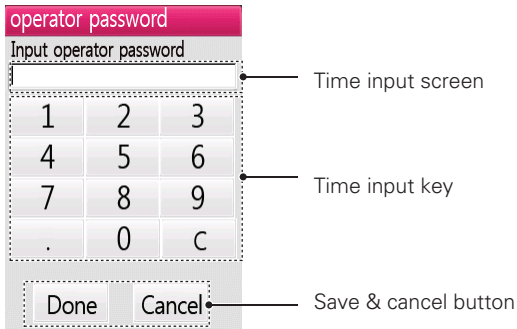 operator password
Input operator password
Time input screen
1 2 3
4 5 6
Time input key
7 8 9
. 0 C
Done Cancel
Save & cancel button